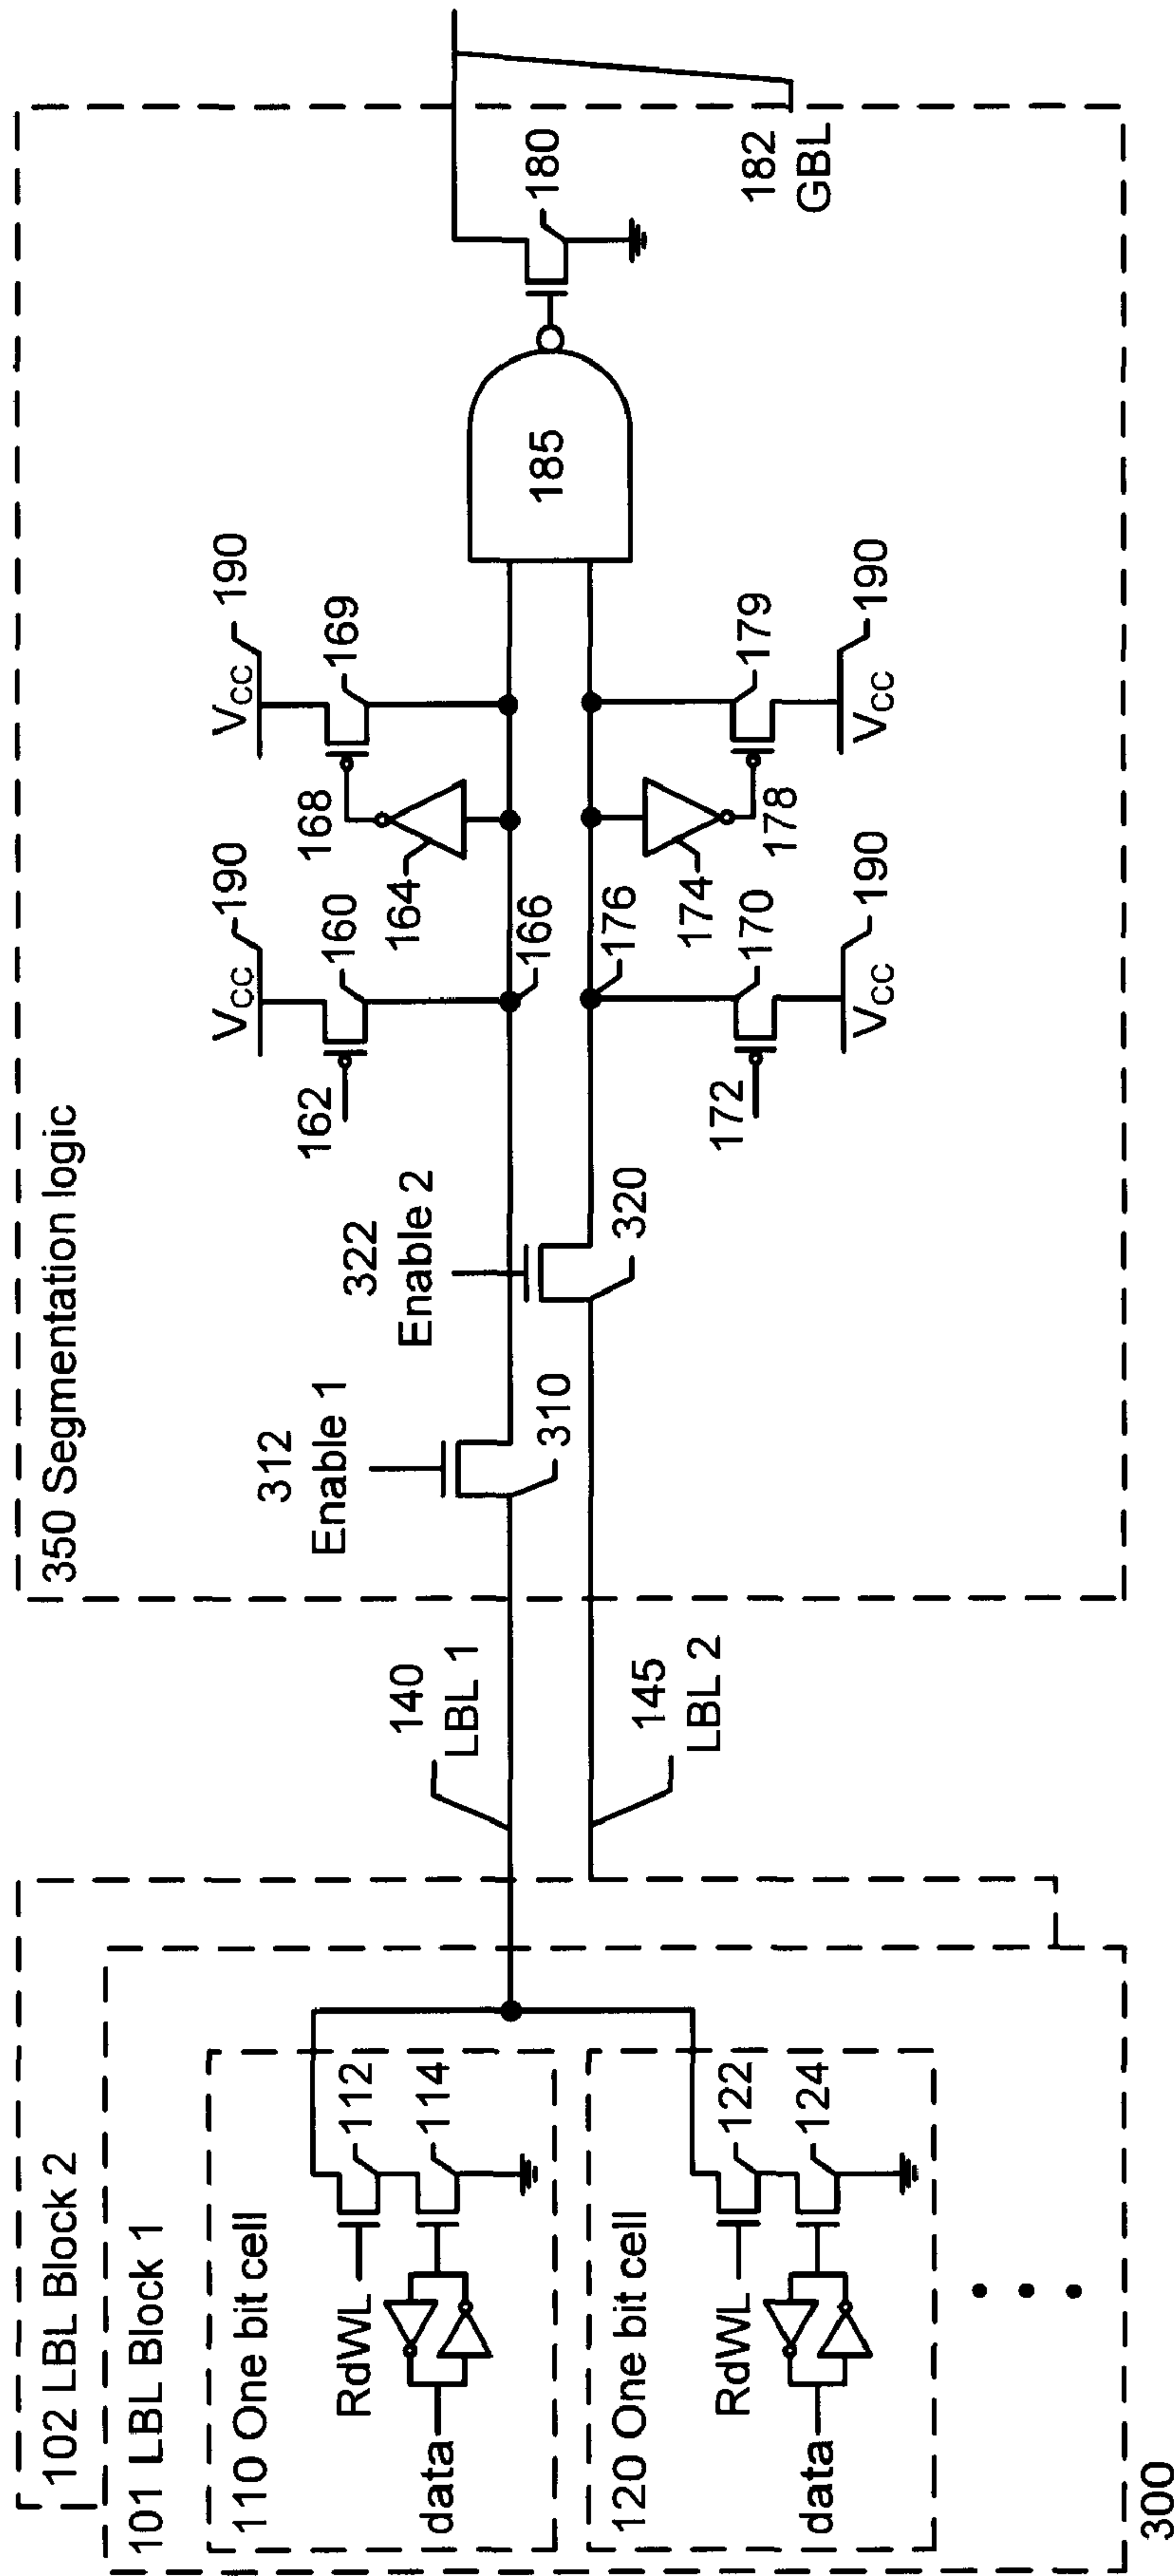 102 LBL Block 2
101 LBL Block 1
110 One bit cell
RdWL
112
114
data
120 One bit cell
RdWL
122
124
data
300
140
LBL 1
145
LBL 2
350 Segmentation logic
312
Enable 1
310
322
Enable 2
320
162
VCC
190
160
166
164
168
VCC
190
169
172
170
176
VCC
190
174
178
179
VCC
190
185
180
182
GBL